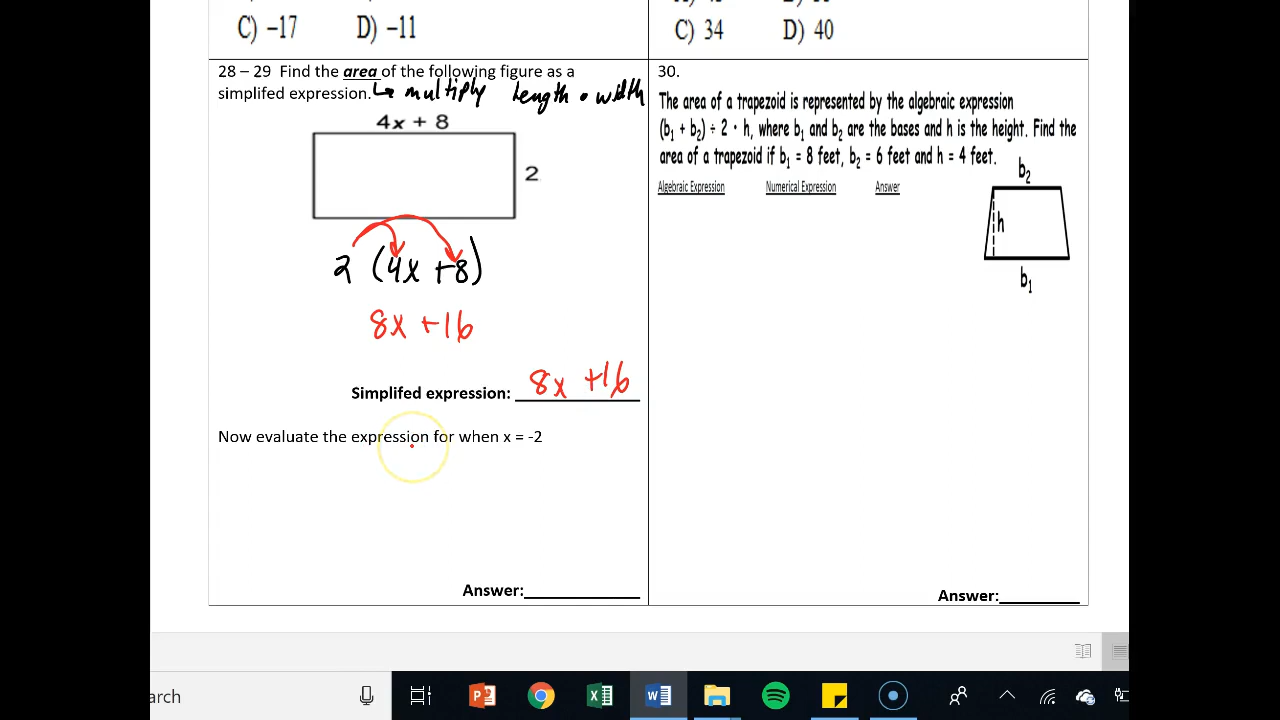 C) –17 D) –11
C) 34 D) 40
28 – 29 Find the area of the following figure as a
simplifed expression. ↳ multiply length • width
4x + 8
2
2 (4x +8)
8x +16
Simplifed expression: 8x +16
Now evaluate the expression for when x = -2
Answer:
30.
The area of a trapezoid is represented by the algebraic expression
(b₁ + b₂) ÷ 2 · h, where b₁ and b₂ are the bases and h is the height. Find the
area of a trapezoid if b₁ = 8 feet, b₂ = 6 feet and h = 4 feet.
Algebraic Expression Numerical Expression Answer
b₂
h
b₁
Answer:
arch